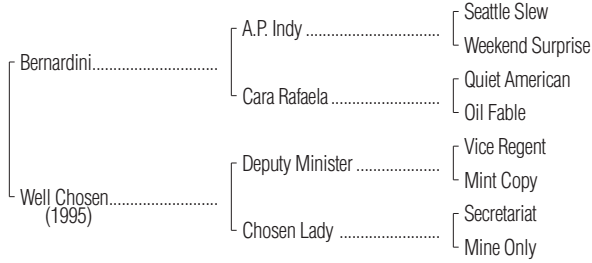 Seattle Slew
A.P. Indy ........................
Weekend Surprise
Bernardini......................
Quiet American
Cara Rafaela ....................
Oil Fable
Vice Regent
Deputy Minister ...............
Mint Copy
Well Chosen...................
(1995)
Secretariat
Chosen Lady ..................
Mine Only